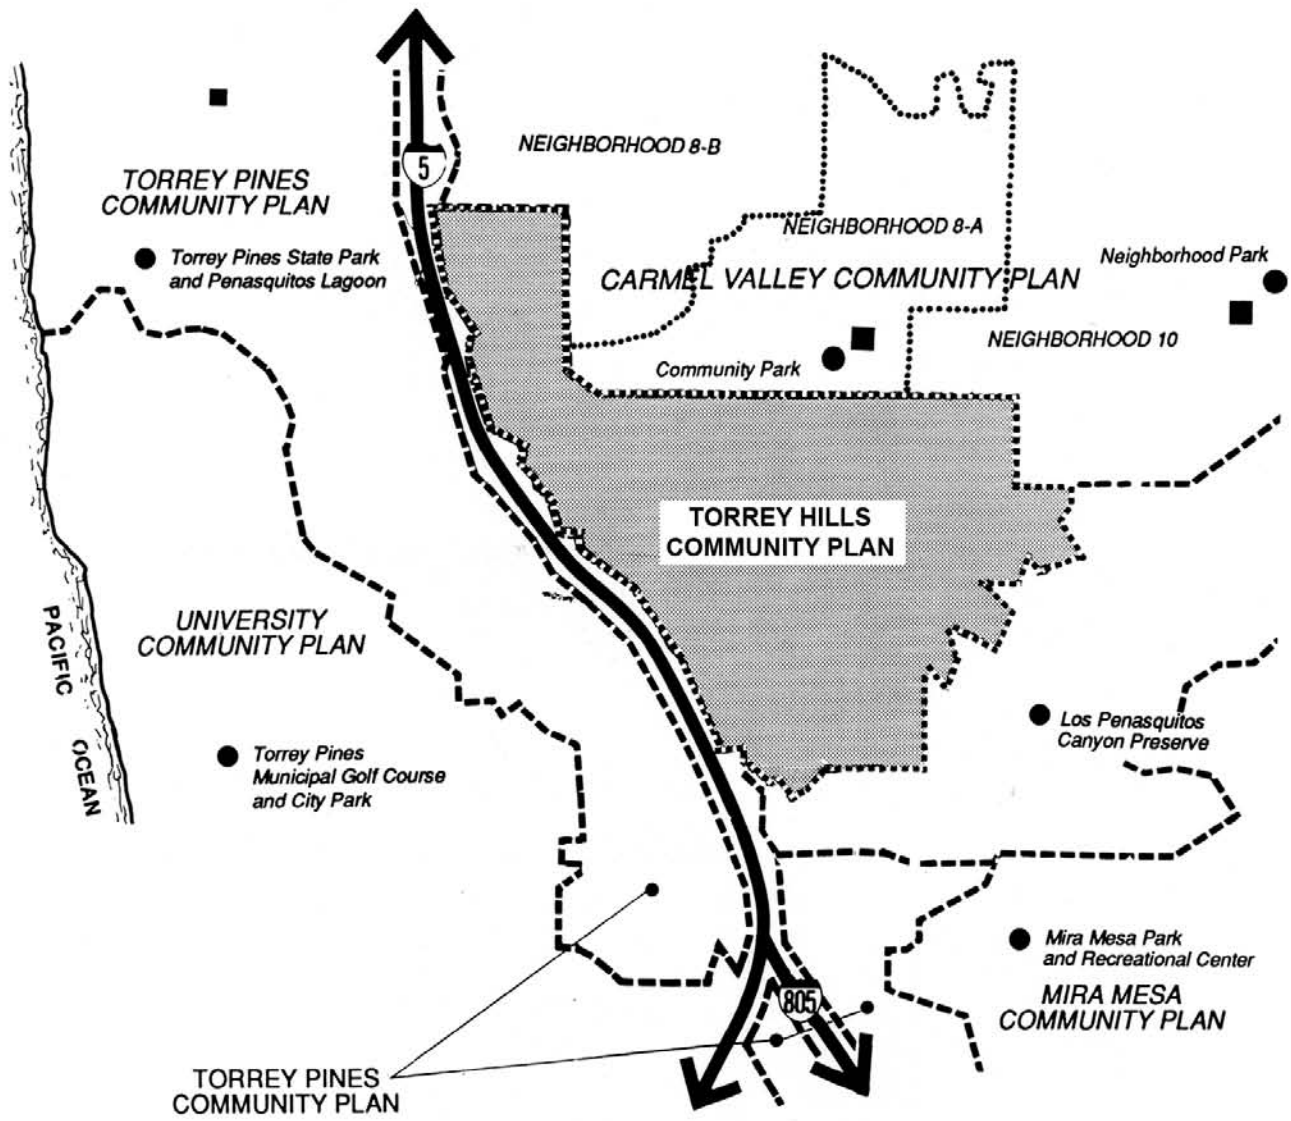 5
NEIGHBORHOOD 8-B
TORREY PINES
COMMUNITY PLAN
NEIGHBORHOOD 8-A
Torrey Pines State Park
and Penasquitos Lagoon
CARMEL VALLEY COMMUNITY PLAN
Neighborhood Park
NEIGHBORHOOD 10
Community Park
TORREY HILLS
COMMUNITY PLAN
UNIVERSITY
COMMUNITY PLAN
PACIFIC
OCEAN
Los Penasquitos
Canyon Preserve
Torrey Pines
Municipal Golf Course
and City Park
Mira Mesa Park
and Recreational Center
805
MIRA MESA
COMMUNITY PLAN
TORREY PINES
COMMUNITY PLAN